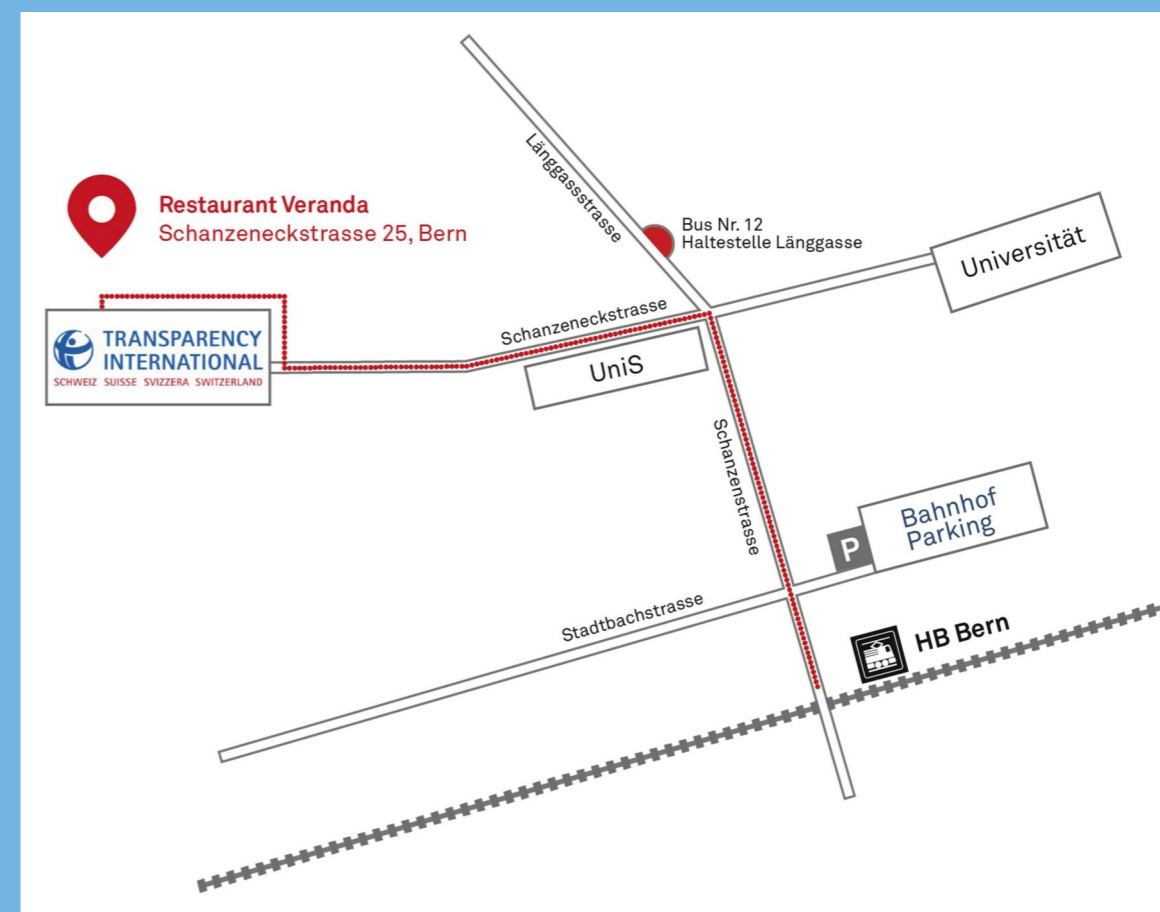 Länggassstrasse
Restaurant Veranda
Schanzeneckstrasse 25, Bern
Bus Nr. 12
Haltestelle Länggasse
Universität
TRANSPARENCY
INTERNATIONAL
SCHWEIZ SUISSE SVIZZERA SWITZERLAND
Schanzeneckstrasse
UniS
Schanzenstrasse
Bahnhof
Parking
P
Stadtbachstrasse
HB Bern